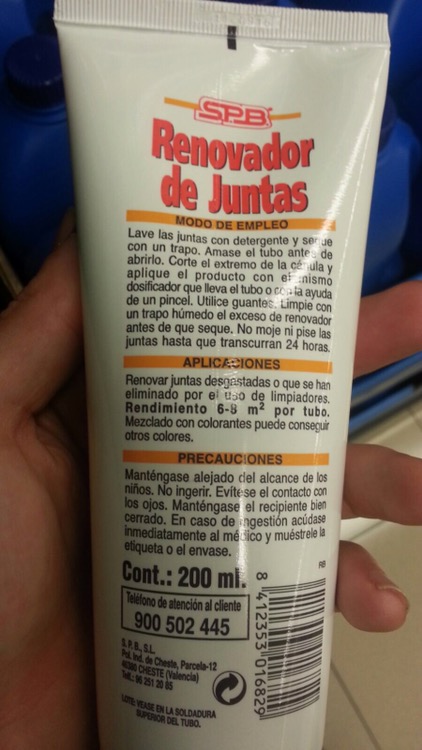 S.P.B.
Renovador
de Juntas
MODO DE EMPLEO
Lave las juntas con detergente y seque
con un trapo. Amase el tubo antes de
abrirlo. Corte el extremo de la cánula y
aplique el producto con el mismo
dosificador que lleva el tubo o con la ayuda
de un pincel. Utilice guantes. Limpie con
un trapo húmedo el exceso de renovador
antes de que seque. No moje ni pise las
juntas hasta que transcurran 24 horas.
APLICACIONES
Renovar juntas desgastadas o que se han
eliminado por el uso de limpiadores.
Rendimiento 6-8 m² por tubo.
Mezclado con colorantes puede conseguir
otros colores.
PRECAUCIONES
Manténgase alejado del alcance de los
niños. No ingerir. Evítese el contacto con
los ojos. Manténgase el recipiente bien
cerrado. En caso de ingestión acúdase
inmediatamente al médico y muéstrele la
etiqueta o el envase.
RB
Cont.: 200 ml.
Teléfono de atención al cliente
900 502 445
S.P.B., S.L.
Pol. Ind. de Cheste, Parcela-12
46380 CHESTE (Valencia)
Telf.: 96 251 20 85
LOTE: VEASE EN LA SOLDADURA
SUPERIOR DEL TUBO.
8 412353 016829